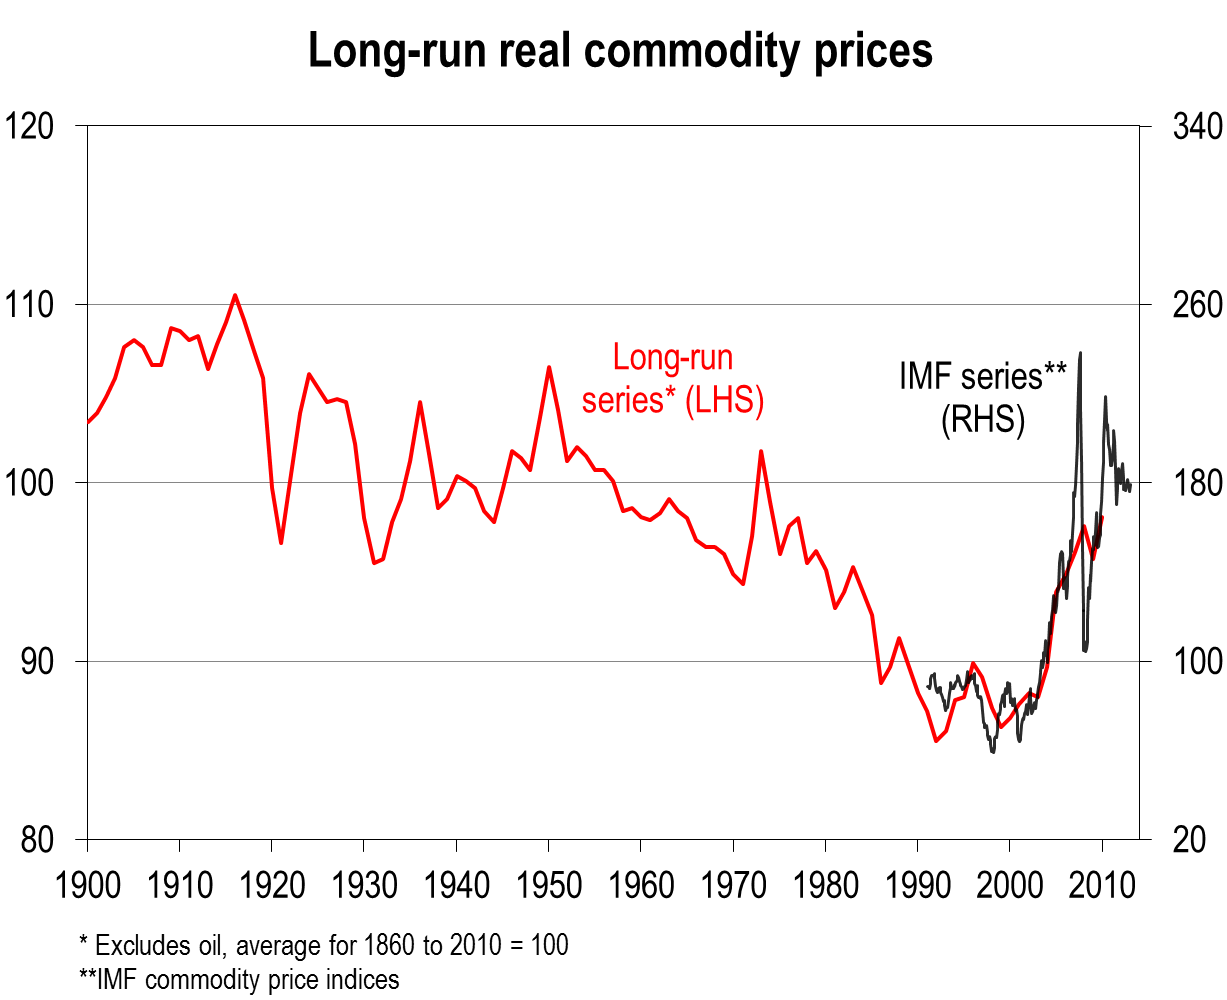 Long-run real commodity prices
120
340
110
260
Long-run
series* (LHS)
IMF series**
(RHS)
100
180
90
100
80
20
1900 1910 1920 1930 1940 1950 1960 1970 1980 1990 2000 2010
* Excludes oil, average for 1860 to 2010 = 100
**IMF commodity price indices